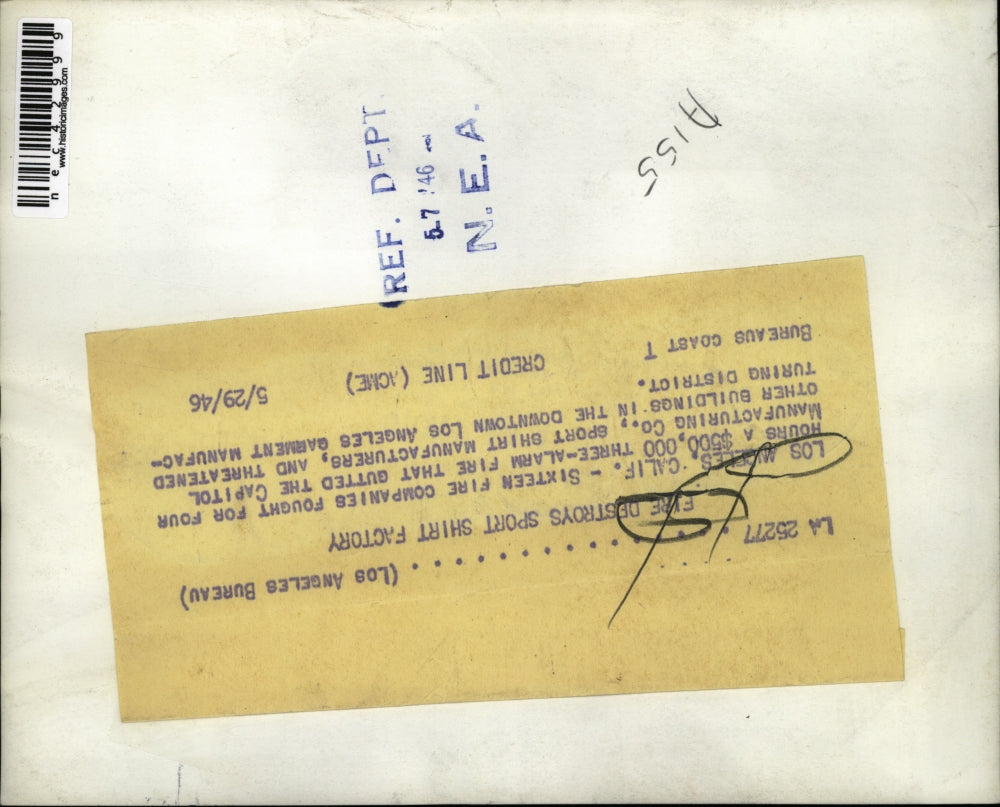 LA 25277 . . . . . . . . . . . . . . . . . (LOS ANGELES BUREAU)
FIRE DESTROYS SPORT SHIRT FACTORY
LOS ANGELES, CALIF. - SIXTEEN FIRE COMPANIES FOUGHT FOR FOUR
HOURS A $500,000 THREE-ALARM FIRE THAT GUTTED THE CAPITOL
MANUFACTURING CO., SPORT SHIRT MANUFACTURERS, AND THREATENED
OTHER BUILDINGS IN THE DOWNTOWN LOS ANGELES GARMENT MANUFAC-
TURING DISTRICT.
BUREAUS COAST T CREDIT LINE (ACME) 5/29/46
REF. DEPT
5-7 '46
N.E.A.
A155
nec42999
www.historicimages.com